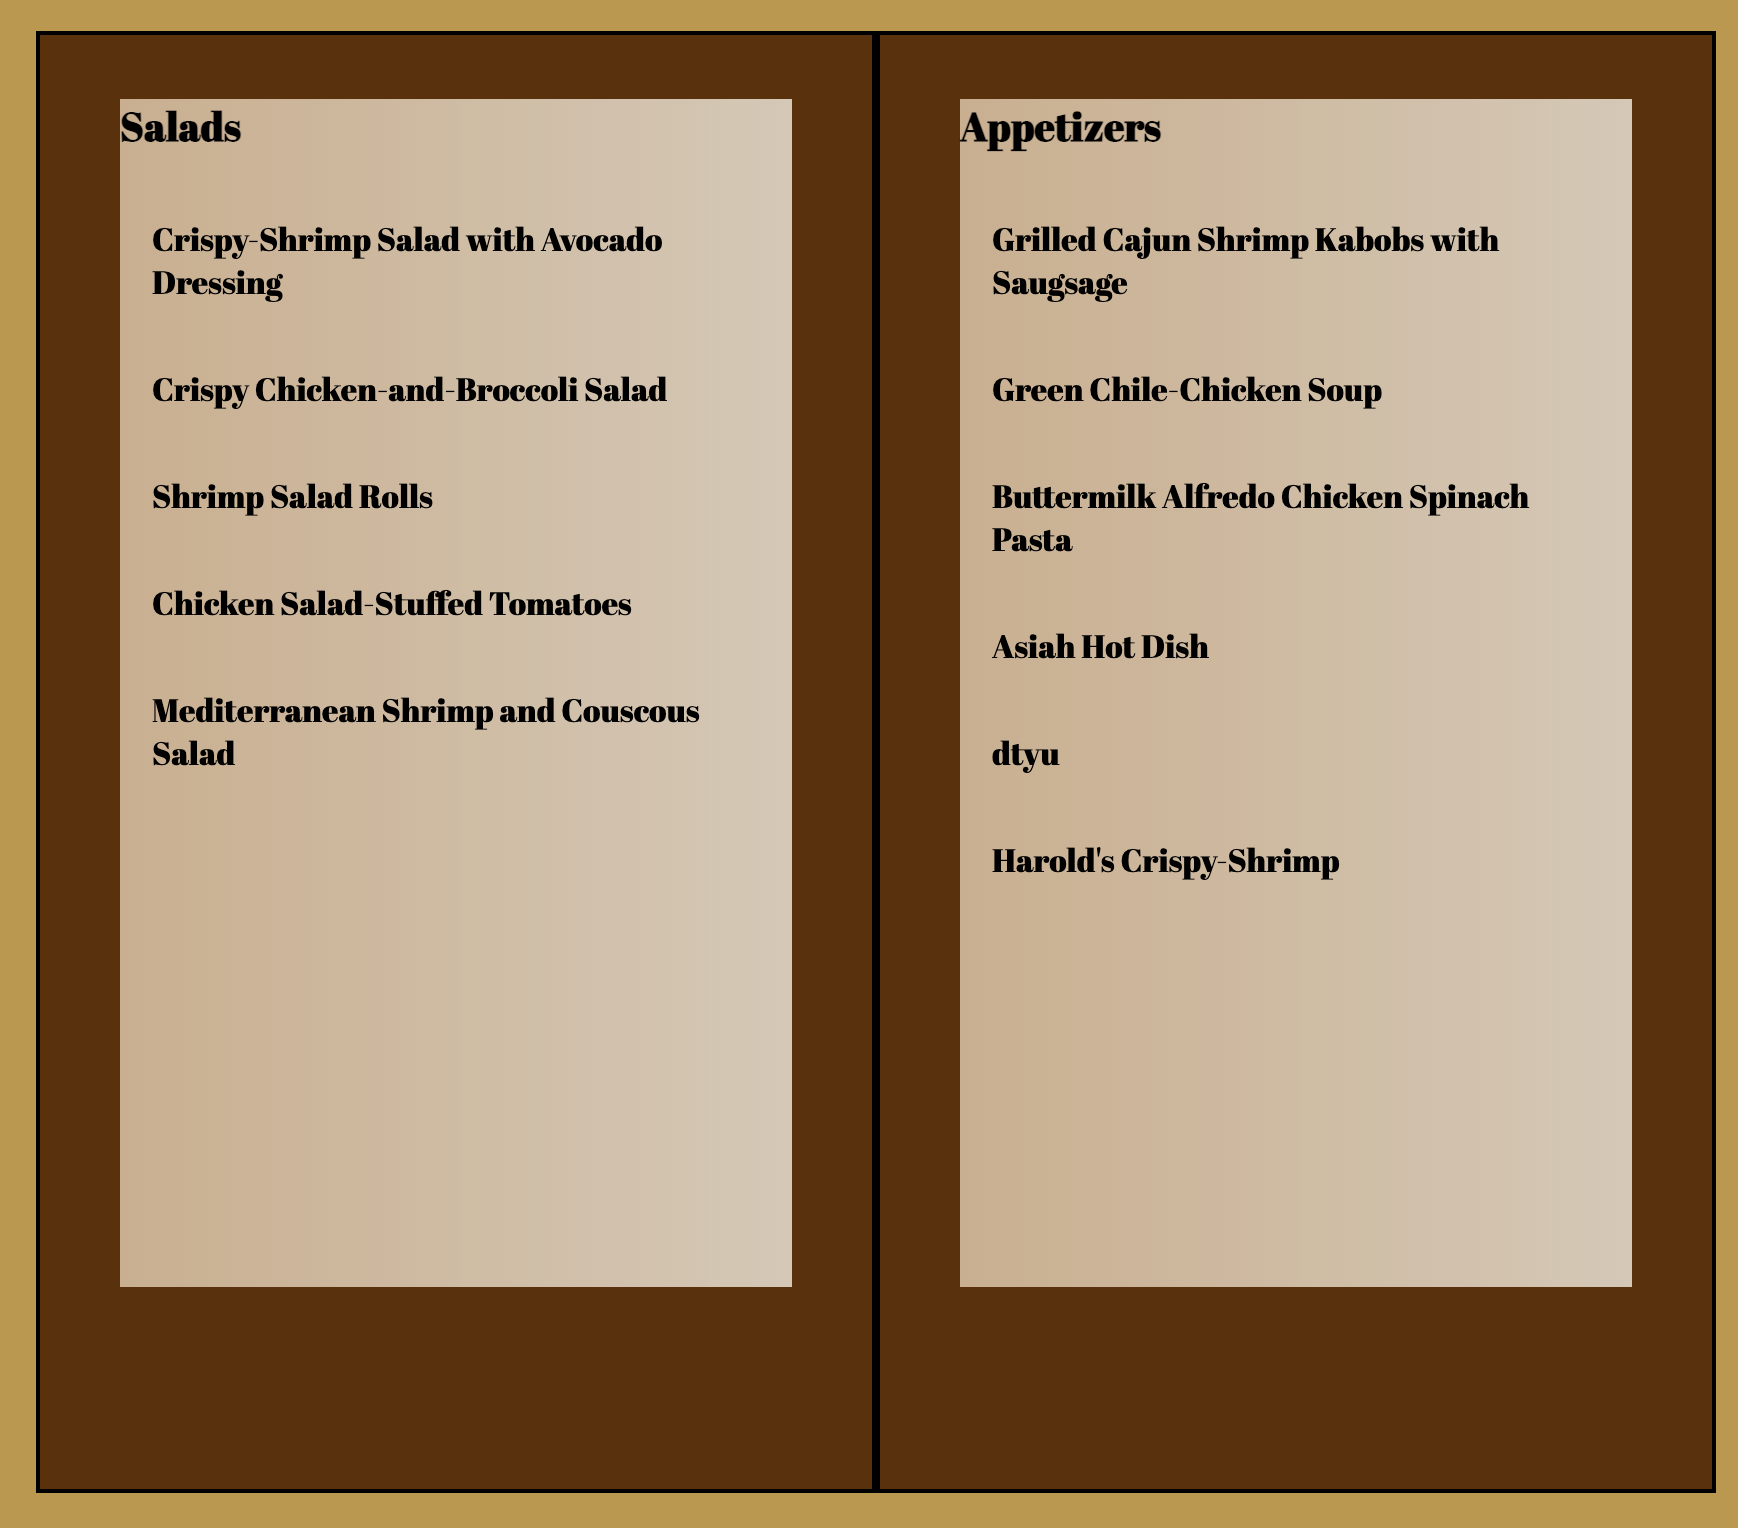 Salads
Crispy-Shrimp Salad with Avocado
Dressing
Crispy Chicken-and-Broccoli Salad
Shrimp Salad Rolls
Chicken Salad-Stuffed Tomatoes
Mediterranean Shrimp and Couscous
Salad
Appetizers
Grilled Cajun Shrimp Kabobs with
Saugsage
Green Chile-Chicken Soup
Buttermilk Alfredo Chicken Spinach
Pasta
Asiah Hot Dish
dtyu
Harold's Crispy-Shrimp